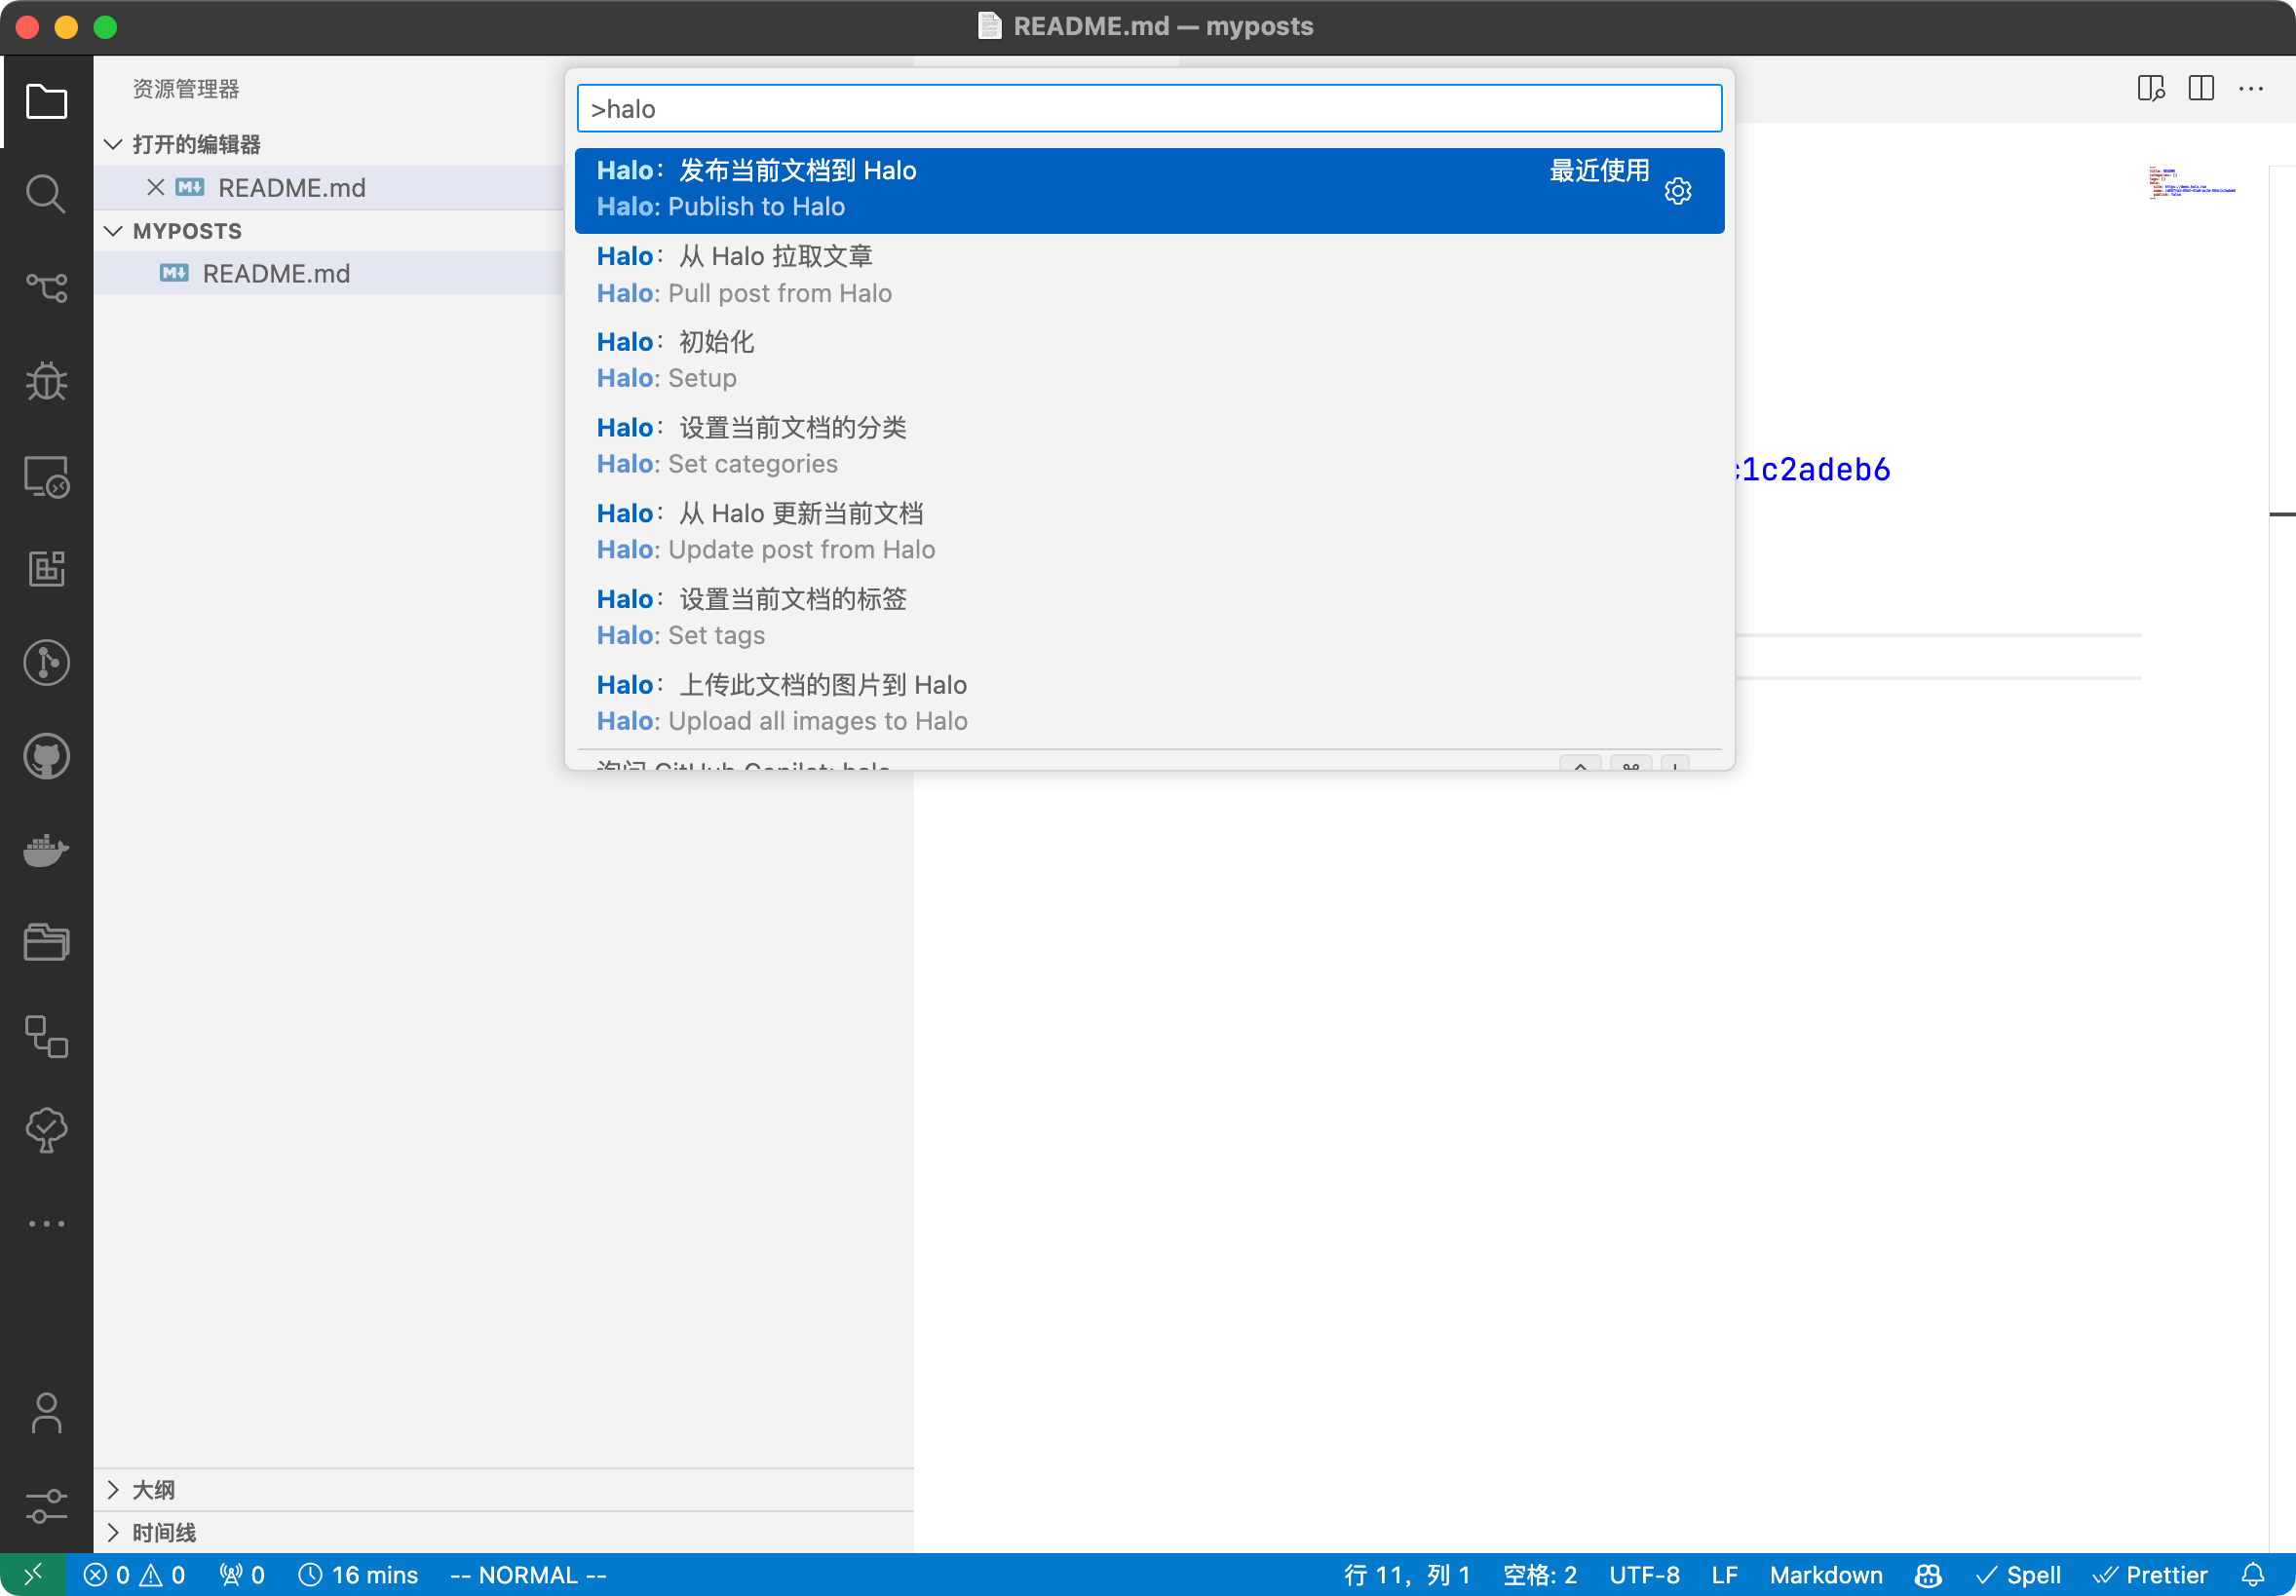 README.md — myposts
资源管理器
打开的编辑器
README.md
MYPOSTS
README.md
>halo
Halo：发布当前文档到 Halo
最近使用
Halo: Publish to Halo
Halo：从 Halo 拉取文章
Halo: Pull post from Halo
Halo：初始化
Halo: Setup
Halo：设置当前文档的分类
Halo: Set categories
Halo：从 Halo 更新当前文档
Halo: Update post from Halo
Halo：设置当前文档的标签
Halo: Set tags
Halo：上传此文档的图片到 Halo
Halo: Upload all images to Halo
询问 GitHub Copilot: halo
1c2adeb6
大纲
时间线
0 0 0 16 mins -- NORMAL -- 行 11，列 1 空格: 2 UTF-8 LF Markdown Spell Prettier